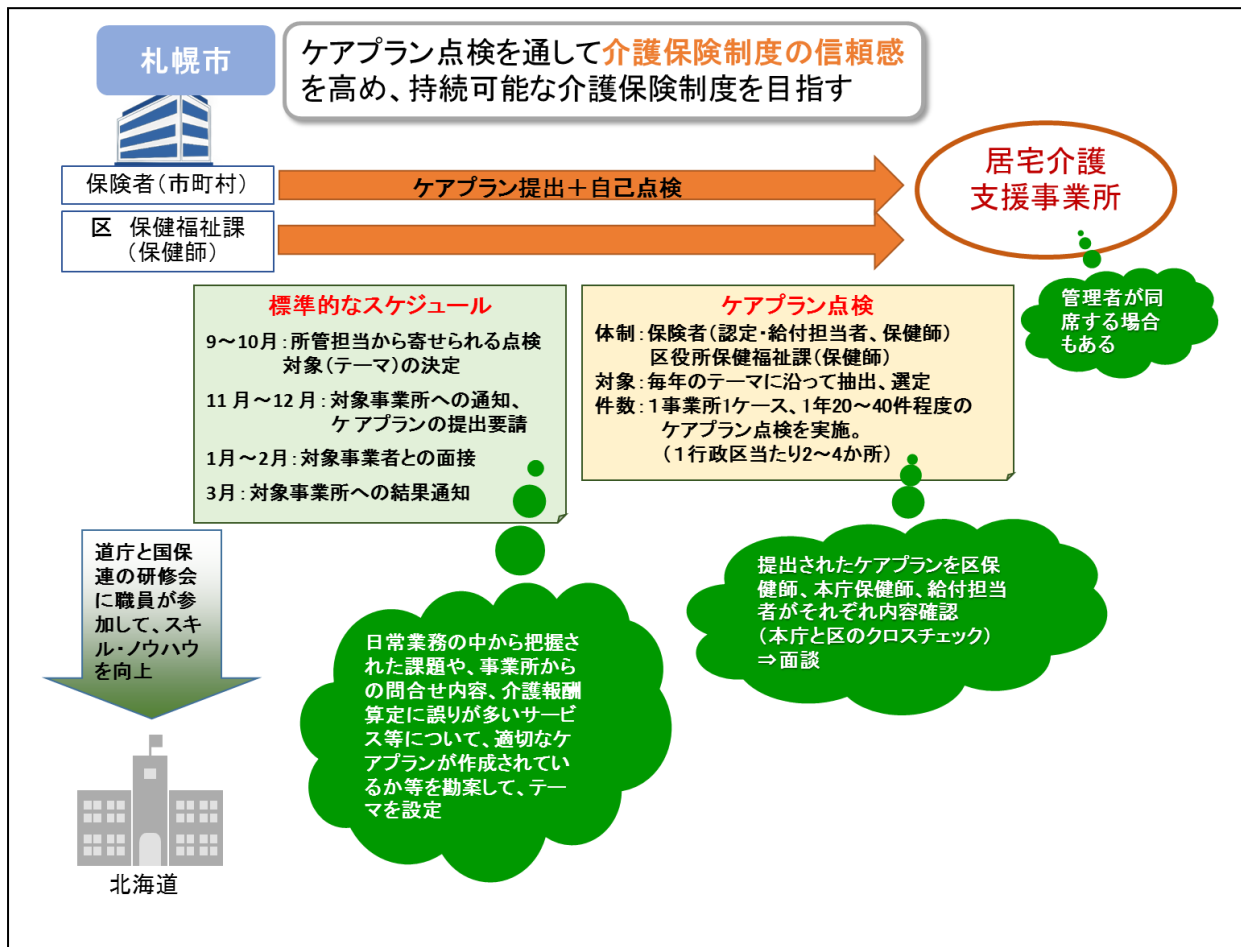 札幌市
ケアプラン点検を通して介護保険制度の信頼感
を高め、持続可能な介護保険制度を目指す
保険者(市町村)
区　保健福祉課
(保健師)
ケアプラン提出＋自己点検
居宅介護
支援事業所
管理者が同
席する場合
もある
標準的なスケジュール
9～10月：所管担当から寄せられる点検
対象(テーマ)の決定
11月～12月：対象事業所への通知、
ケアプランの提出要請
1月～2月：対象事業者との面接
3月：対象事業所への結果通知
ケアプラン点検
体制：保険者(認定・給付担当者、保健師)
区役所保健福祉課(保健師)
対象：毎年のテーマに沿って抽出、選定
件数：１事業所1ケース、1年20～40件程度の
ケアプラン点検を実施。
(１行政区当たり2～4か所)
道庁と国保
連の研修会
に職員が参
加して、スキ
ル・ノウハウ
を向上
北海道
日常業務の中から把握さ
れた課題や、事業所から
の問合せ内容、介護報酬
算定に誤りが多いサービ
ス等について、適切なケ
アプランが作成されてい
るか等を勘案して、テー
マを設定
提出されたケアプランを区保
健師、本庁保健師、給付担当
者がそれぞれ内容確認
(本庁と区のクロスチェック)
⇒面談